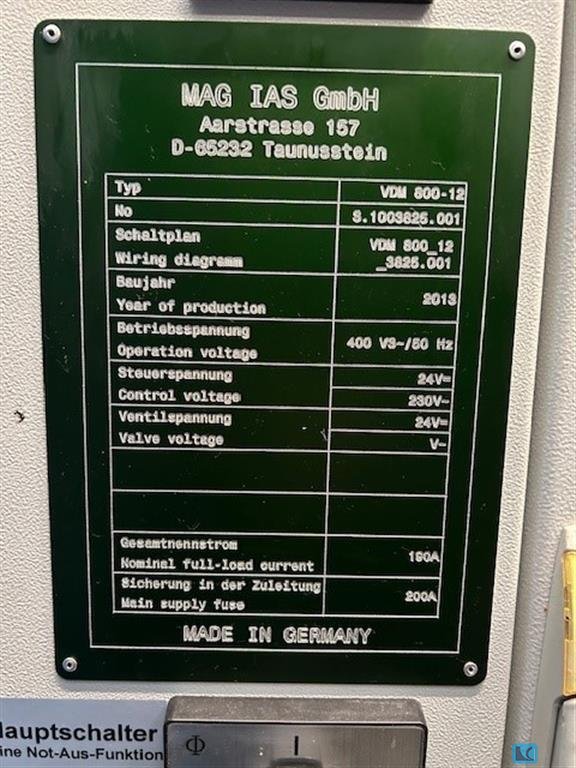 MAG IAS GmbH
Aarstrasse 157
D-65232 Taunusstein
Typ VDM 800-12
No S.1003825.001
Schaltplan VDM 800_12
Wiring diagramm _3825.001
Baujahr
Year of production 2013
Betriebsspannung
Operation voltage 400 V3~/50 Hz
Steuerspannung 24V=
Control voltage 230V~
Ventilspannung 24V=
Valve voltage V~
Gesamtnennstrom
Nominal full-load current 190A
Sicherung in der Zuleitung
Main supply fuse 200A
MADE IN GERMANY
Hauptschalter
ine Not-Aus-Funktion
I